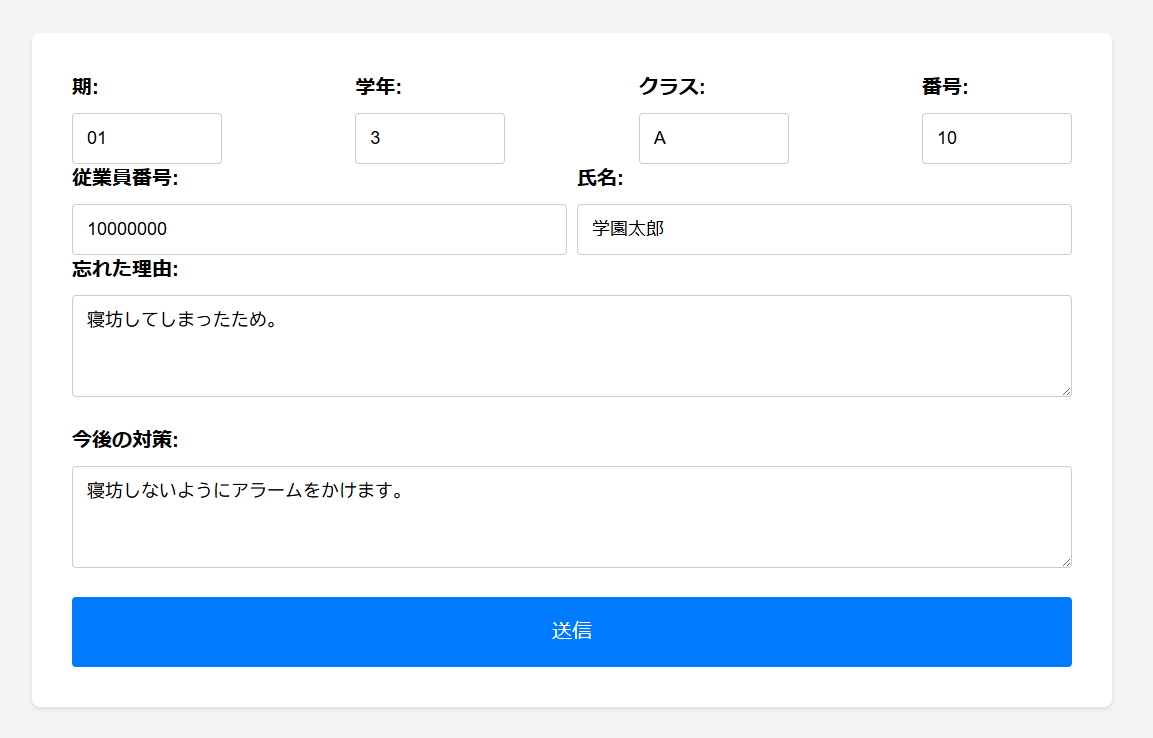 期: 学年: クラス: 番号:
01 3 A 10
従業員番号: 氏名:
10000000 学園太郎
忘れた理由:
寝坊してしまったため。
今後の対策:
寝坊しないようにアラームをかけます。
送信